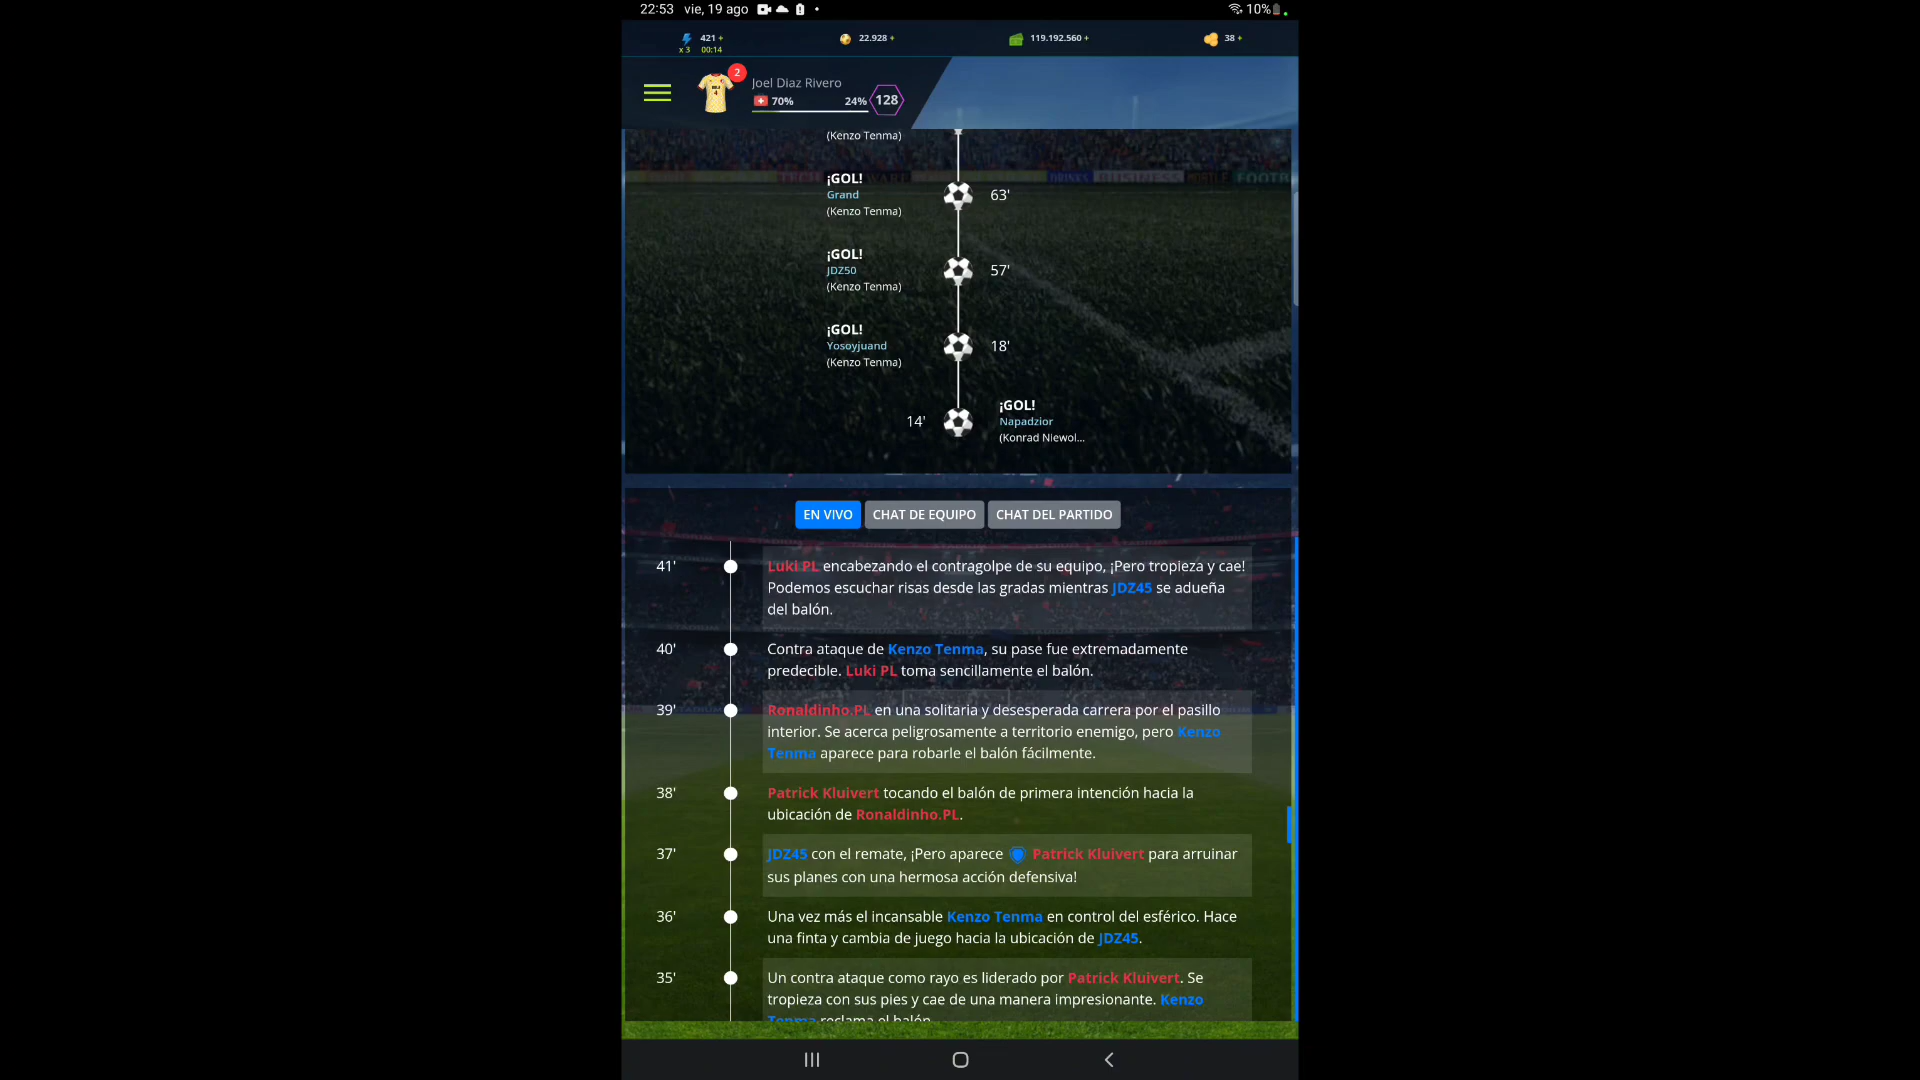 22:53 vie, 19 ago
10%
421 +
x 3 00:14
22.928 +
119.192.560 +
38 +
2
Joel Diaz Rivero
70% 24% 128
(Kenzo Tenma)
¡GOL!
Grand
(Kenzo Tenma)
63'
¡GOL!
JDZ50
(Kenzo Tenma)
57'
¡GOL!
Yosoyjuand
(Kenzo Tenma)
18'
14'
¡GOL!
Napadzior
(Konrad Niewol...
EN VIVO CHAT DE EQUIPO CHAT DEL PARTIDO
41' Luki PL encabezando el contragolpe de su equipo, ¡Pero tropieza y cae!
Podemos escuchar risas desde las gradas mientras JDZ45 se adueña
del balón.
40' Contra ataque de Kenzo Tenma, su pase fue extremadamente
predecible. Luki PL toma sencillamente el balón.
39' Ronaldinho.PL en una solitaria y desesperada carrera por el pasillo
interior. Se acerca peligrosamente a territorio enemigo, pero Kenzo
Tenma aparece para robarle el balón fácilmente.
38' Patrick Kluivert tocando el balón de primera intención hacia la
ubicación de Ronaldinho.PL.
37' JDZ45 con el remate, ¡Pero aparece Patrick Kluivert para arruinar
sus planes con una hermosa acción defensiva!
36' Una vez más el incansable Kenzo Tenma en control del esférico. Hace
una finta y cambia de juego hacia la ubicación de JDZ45.
35' Un contra ataque como rayo es liderado por Patrick Kluivert. Se
tropieza con sus pies y cae de una manera impresionante. Kenzo
Tenma reclama el balón.